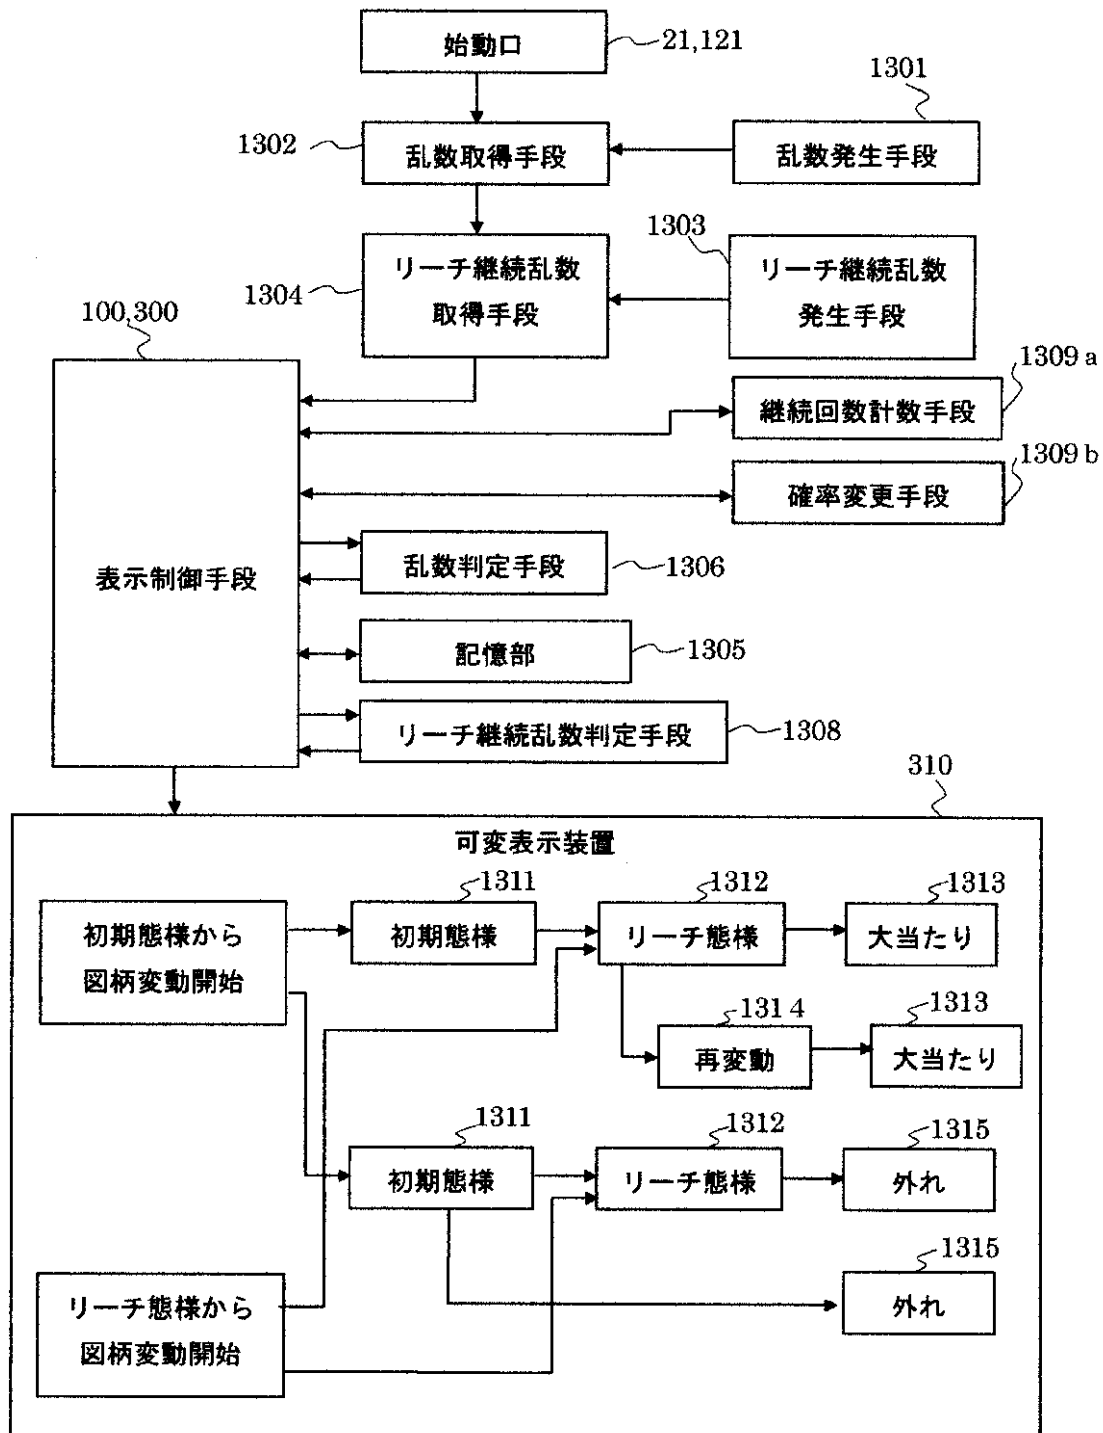 始動口
21,121
1301
1302
乱数取得手段
乱数発生手段
1303
リーチ継続乱数
取得手段
1304
リーチ継続乱数
発生手段
100,300
1309a
継続回数計数手段
1309b
確率変更手段
表示制御手段
乱数判定手段
1306
記憶部
1305
リーチ継続乱数判定手段
1308
310
可変表示装置
初期態様から
図柄変動開始
1311
初期態様
1312
リーチ態様
1313
大当たり
1314
再変動
1313
大当たり
1311
初期態様
1312
リーチ態様
1315
外れ
1315
外れ
リーチ態様から
図柄変動開始